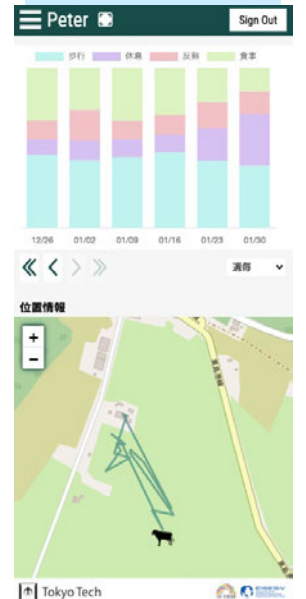 Peter
Sign Out
歩行 休息 反芻 食事
12/26 01/02 01/09 01/16 01/23 01/30
週毎
位置情報
+
-
Tokyo Tech